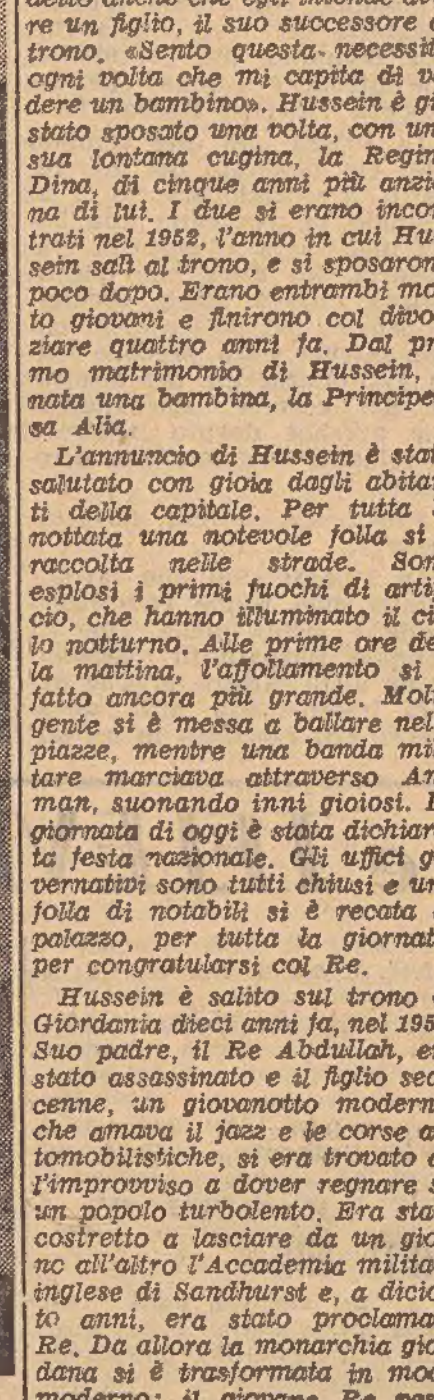 re un figlio, il suo successore
trono. «Sento questa necessit
ogni volta che mi capita di v
dere un bambino». Hussein è gi
stato sposato una volta, con un
sua lontana cugina, la Regin
Dina, di cinque anni più anzi
na di lui. I due si erano inco
trati nel 1952, l'anno in cui Hu
sein salì al trono, e si sposaron
poco dopo. Erano entrambi mo
to giovani e finirono col divo
ziare quattro anni fa. Dal pr
mo matrimonio di Hussein,
nata una bambina, la Principe
sa Alia.
L'annuncio di Hussein è stat
salutato con gioia dagli abita
ti della capitale. Per tutta
nottata una notevole folla si
raccolta nelle strade. Son
esplosi i primi fuochi di arti
cio, che hanno illuminato il ci
lo notturno. Alle prime ore de
la mattina, l'affollamento si
fatto ancora più grande. Mol
gente si è messa a ballare nel
piazze, mentre una banda mil
tare marciava attraverso Am
man, suonando inni gioiosi. L
giornata di oggi è stata dichiar
ta festa nazionale. Gli uffici g
vernativi sono tutti chiusi e un
folla di notabili si è recata
palazzo, per tutta la giornat
per congratularsi col Re.
Hussein è salito sul trono
Giordania dieci anni fa, nel 195
Suo padre, il Re Abdullah, er
stato assassinato e il figlio sed
cenne, un giovanotto modern
che amava il jazz e le corse a
tomobilistiche, si era trovato a
l'improvviso a dover regnare s
un popolo turbolento. Era sta
costretto a lasciare da un gio
no all'altro l'Accademia milita
inglese di Sandhurst e, a dicio
to anni, era stato proclama
Re. Da allora la monarchia gio
dana si è trasformata in mod
moderno: il giovane Re